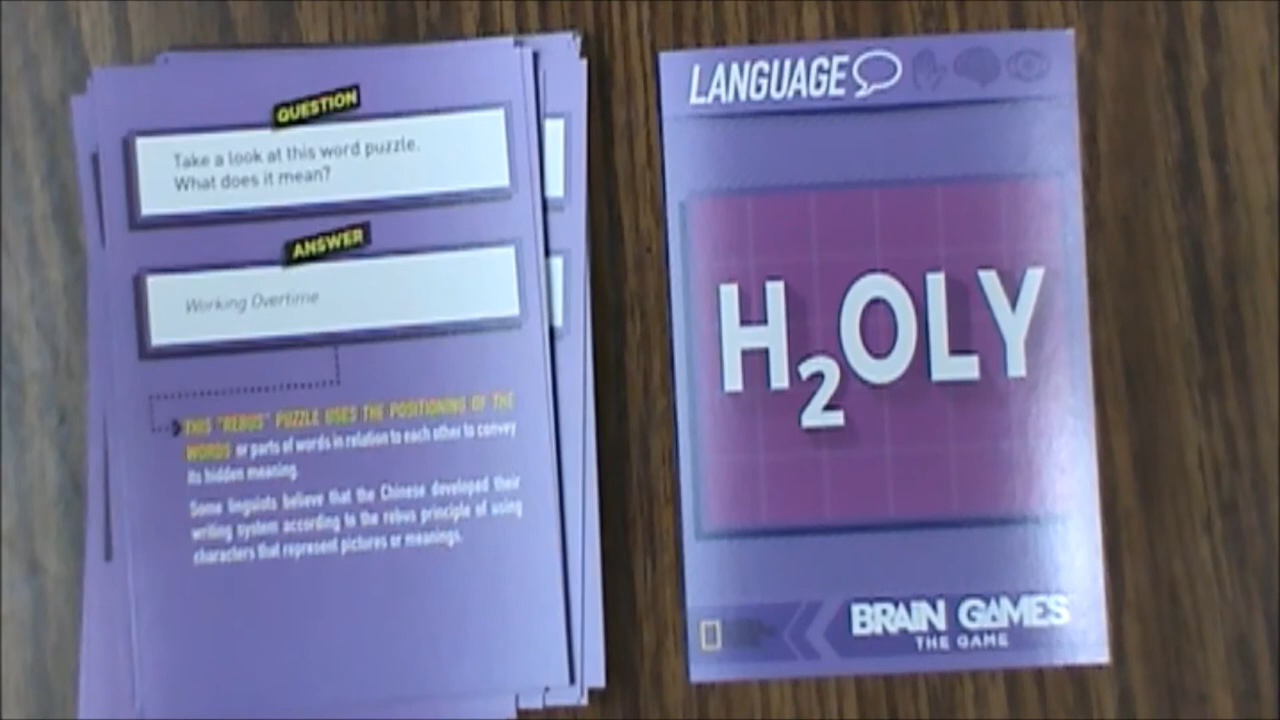 QUESTION
Take a look at this word puzzle.
What does it mean?
ANSWER
Working Overtime
THIS "REBUS" PUZZLE USES THE POSITIONING OF THE
WORDS or parts of words in relation to each other to convey
its hidden meaning.
Some linguists believe that the Chinese developed their
writing system according to the rebus principle of using
characters that represent pictures or meanings.
LANGUAGE
H2OLY
BRAIN GAMES
THE GAME